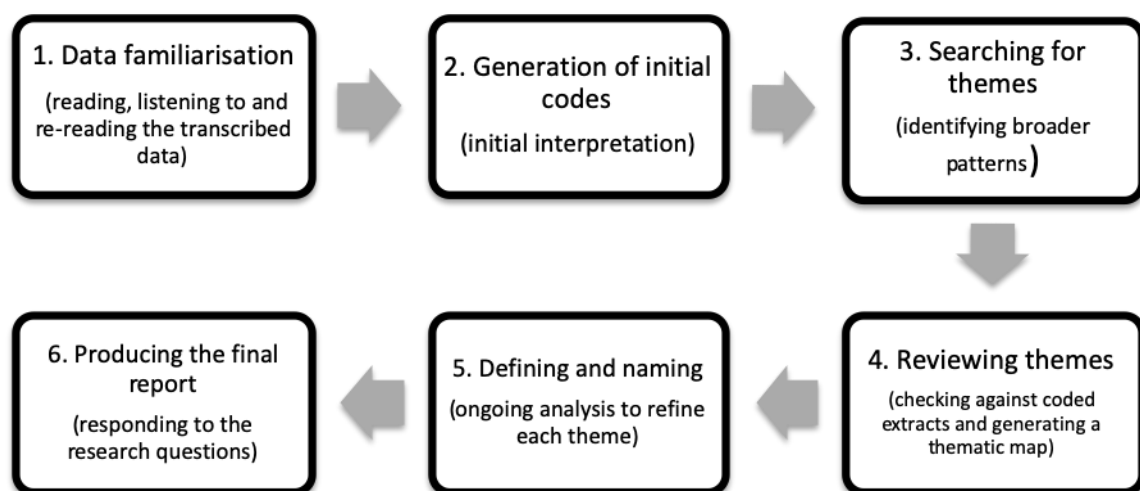 1. Data familiarisation
(reading, listening to and
re-reading the transcribed
data)
2. Generation of initial
codes
(initial interpretation)
3. Searching for
themes
(identifying broader
patterns)
4. Reviewing themes
(checking against coded
extracts and generating a
thematic map)
5. Defining and naming
(ongoing analysis to refine
each theme)
6. Producing the final
report
(responding to the
research questions)